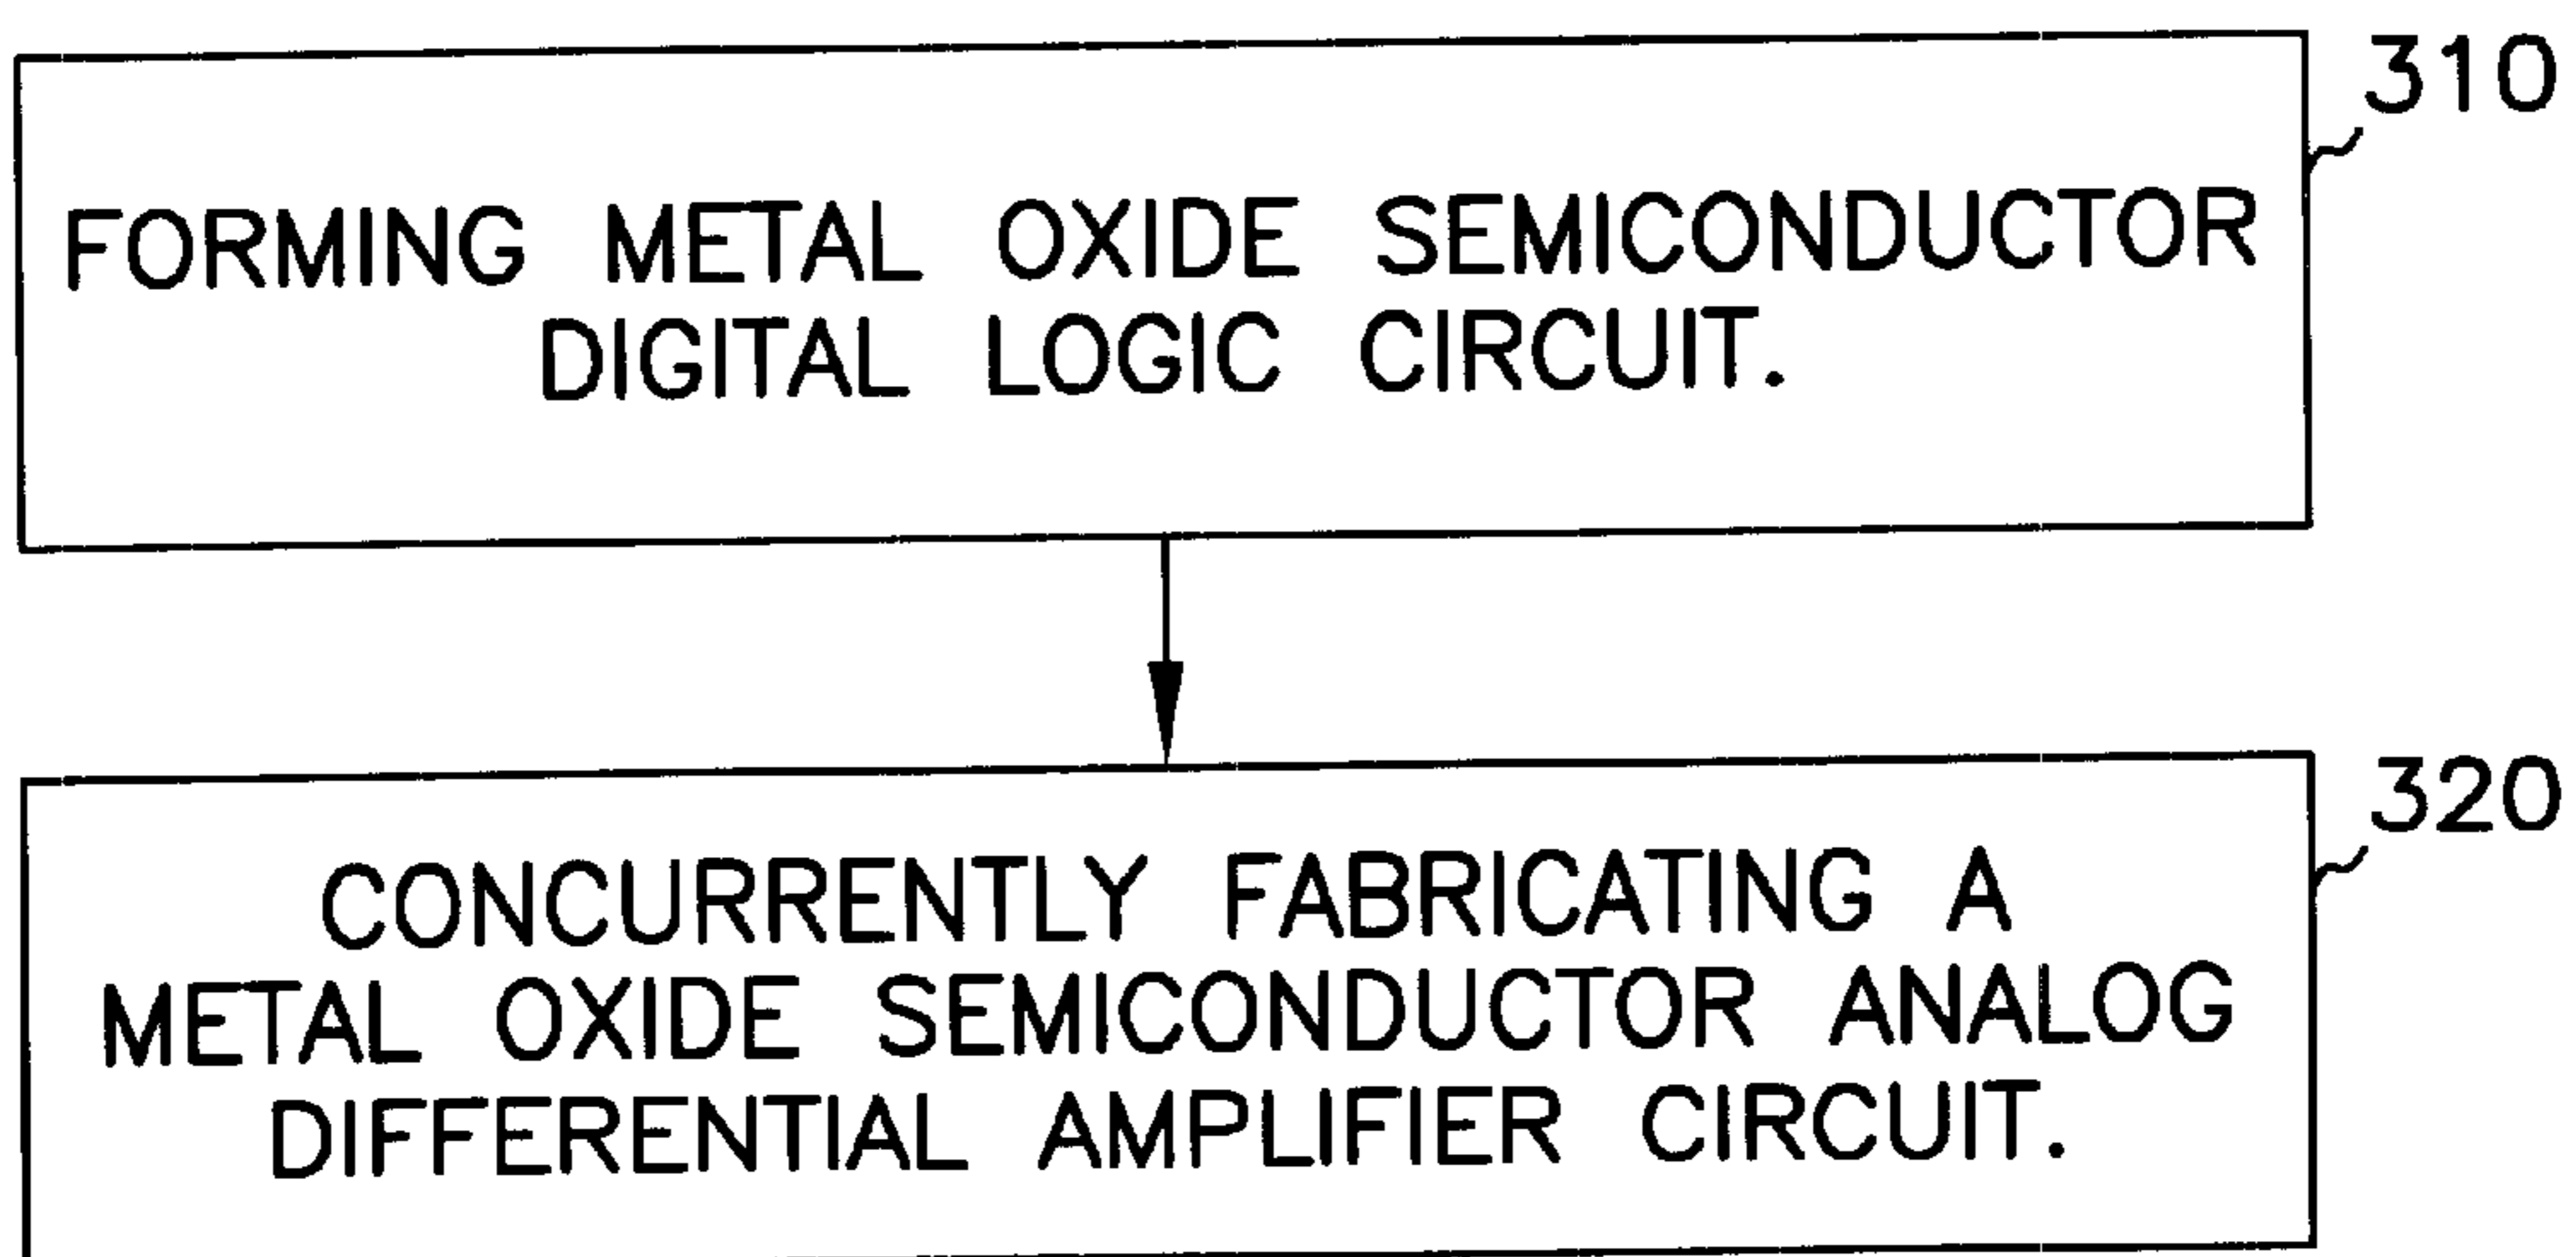 310
FORMING METAL OXIDE SEMICONDUCTOR
DIGITAL LOGIC CIRCUIT.
320
CONCURRENTLY FABRICATING A
METAL OXIDE SEMICONDUCTOR ANALOG
DIFFERENTIAL AMPLIFIER CIRCUIT.